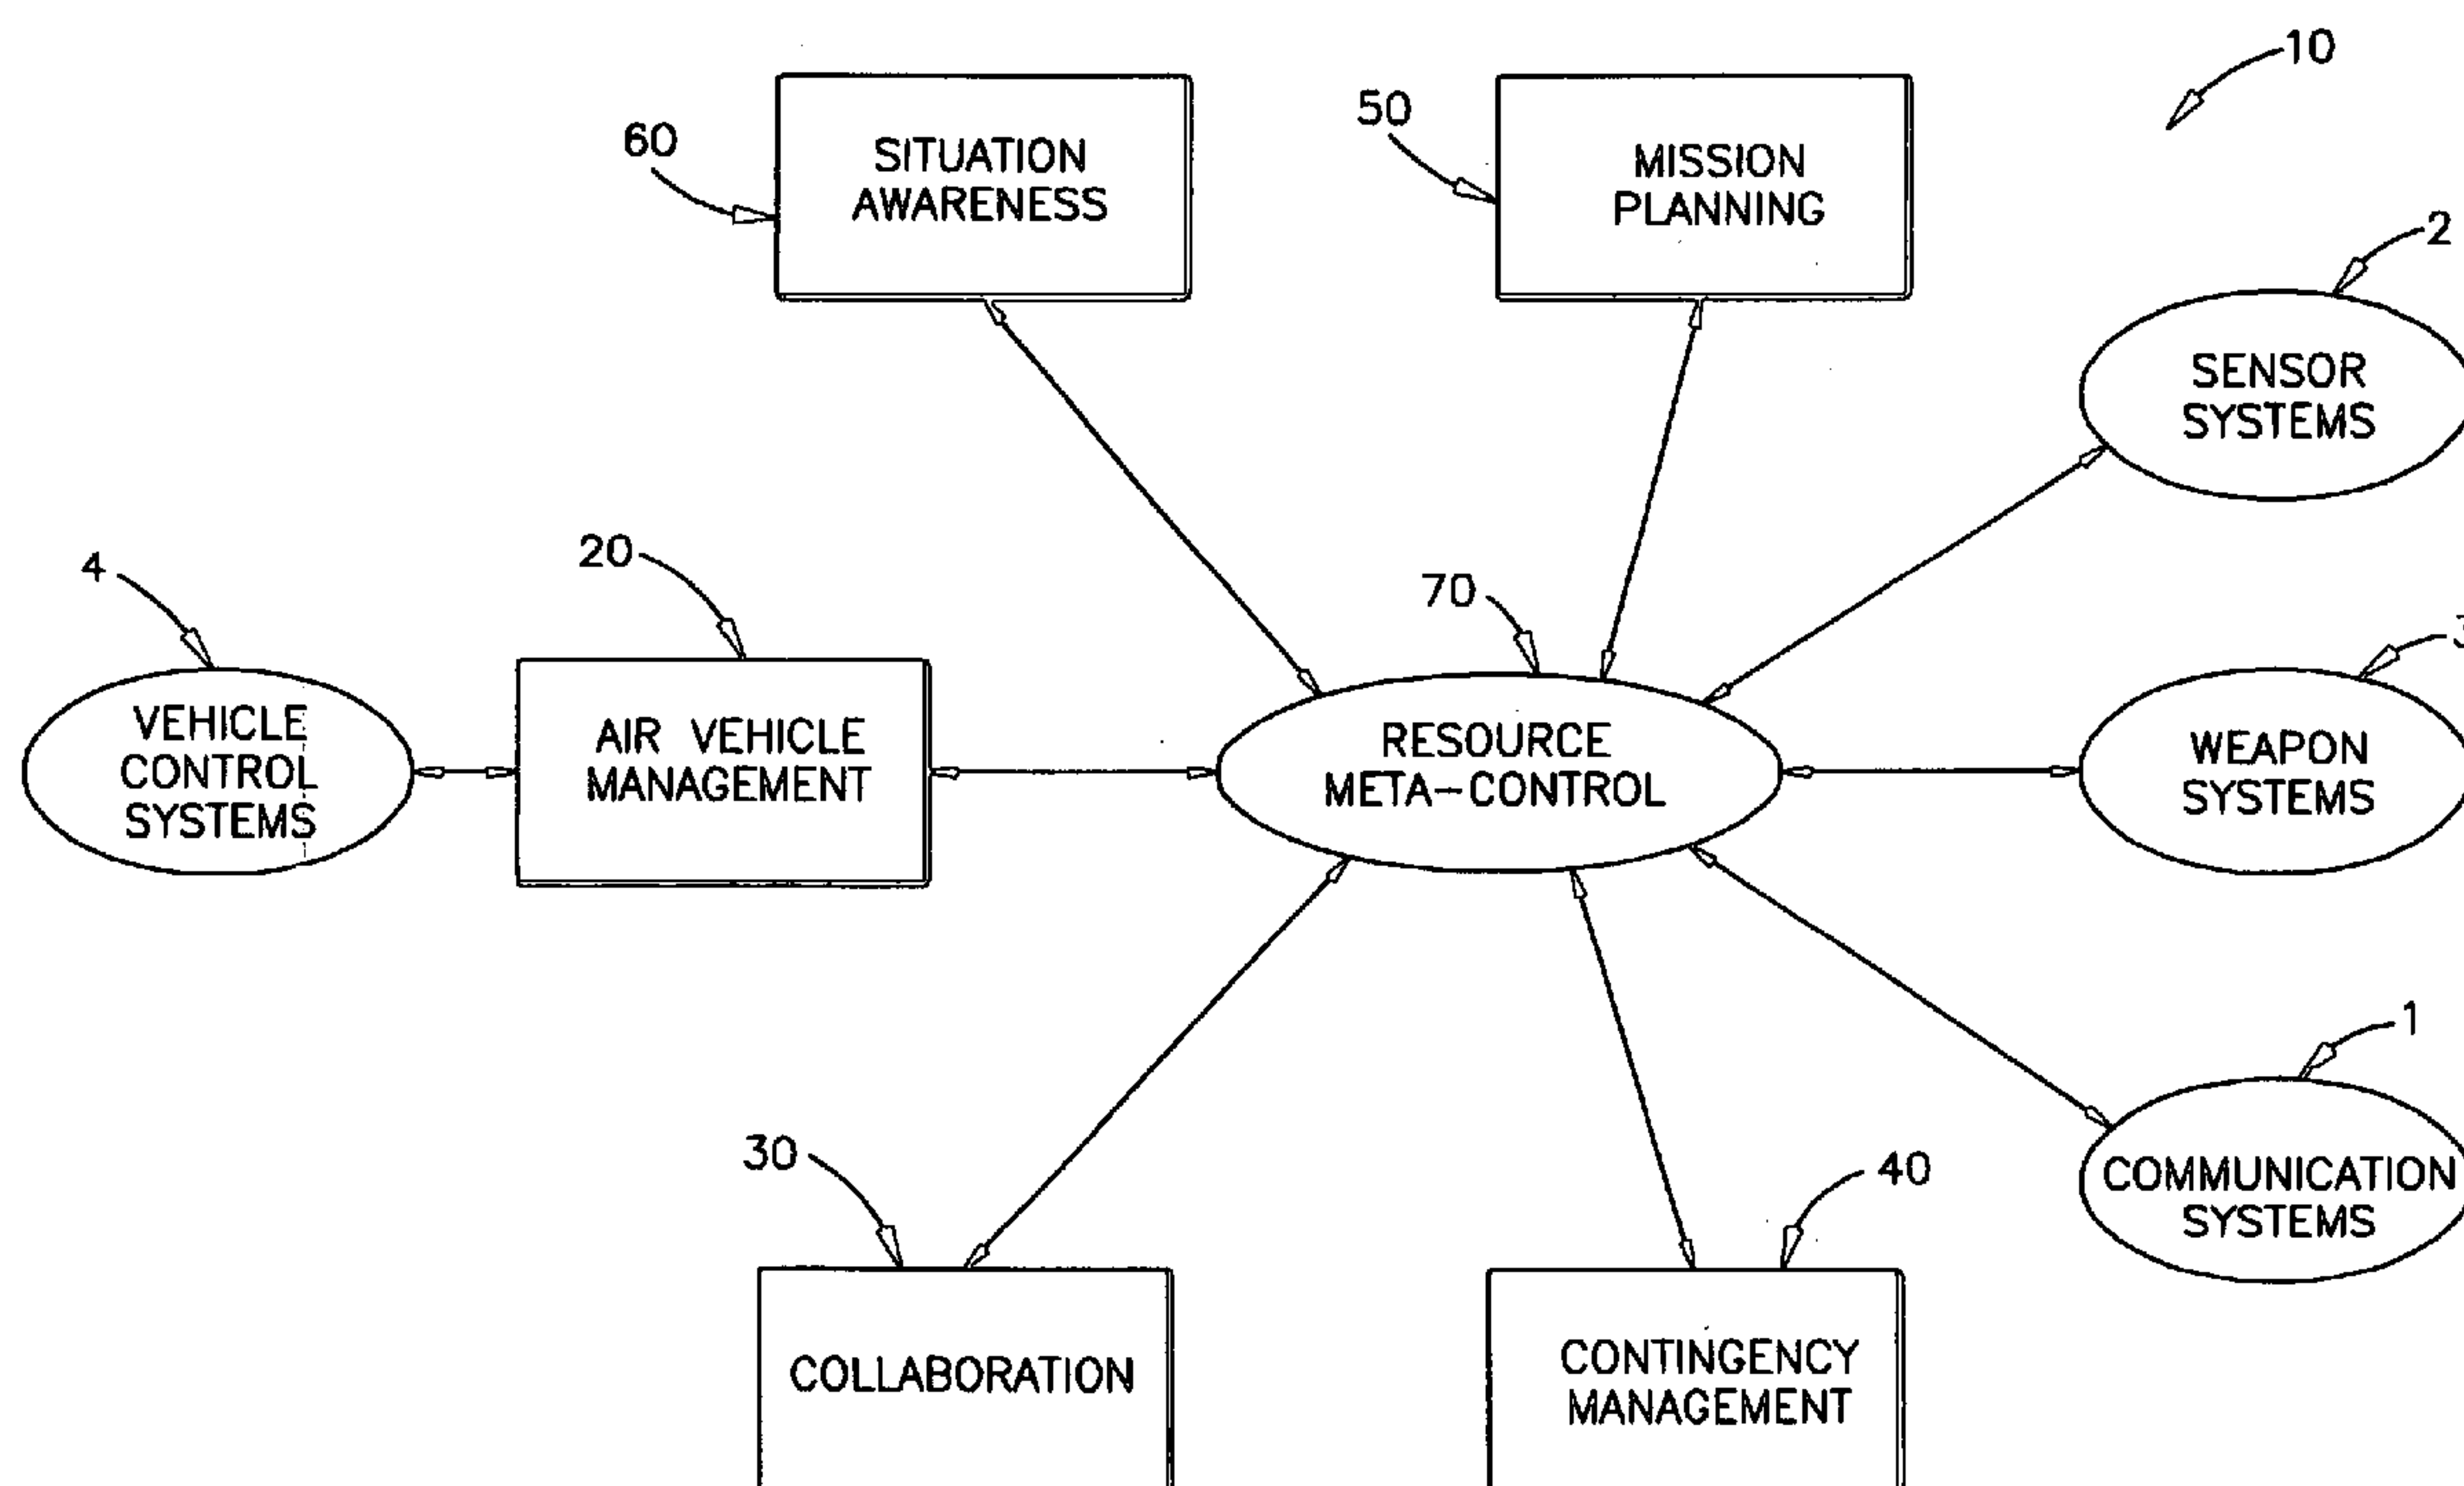 10
60
SITUATION
AWARENESS
50
MISSION
PLANNING
2
SENSOR
SYSTEMS
4
VEHICLE
CONTROL
SYSTEMS
20
AIR VEHICLE
MANAGEMENT
70
RESOURCE
META-CONTROL
WEAPON
SYSTEMS
1
COMMUNICATION
SYSTEMS
30
COLLABORATION
40
CONTINGENCY
MANAGEMENT